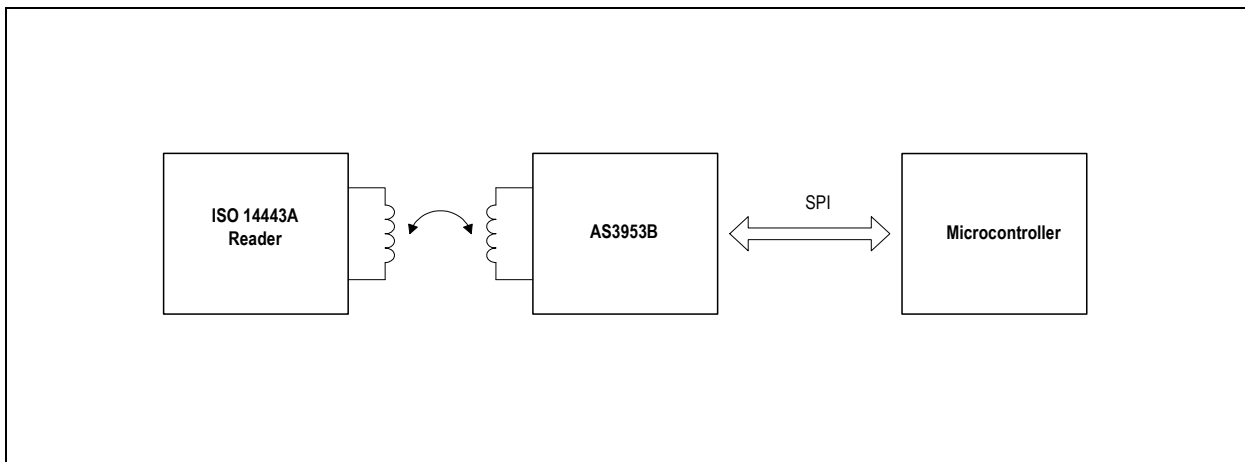 ISO 14443A
Reader
AS3953B
SPI
Microcontroller